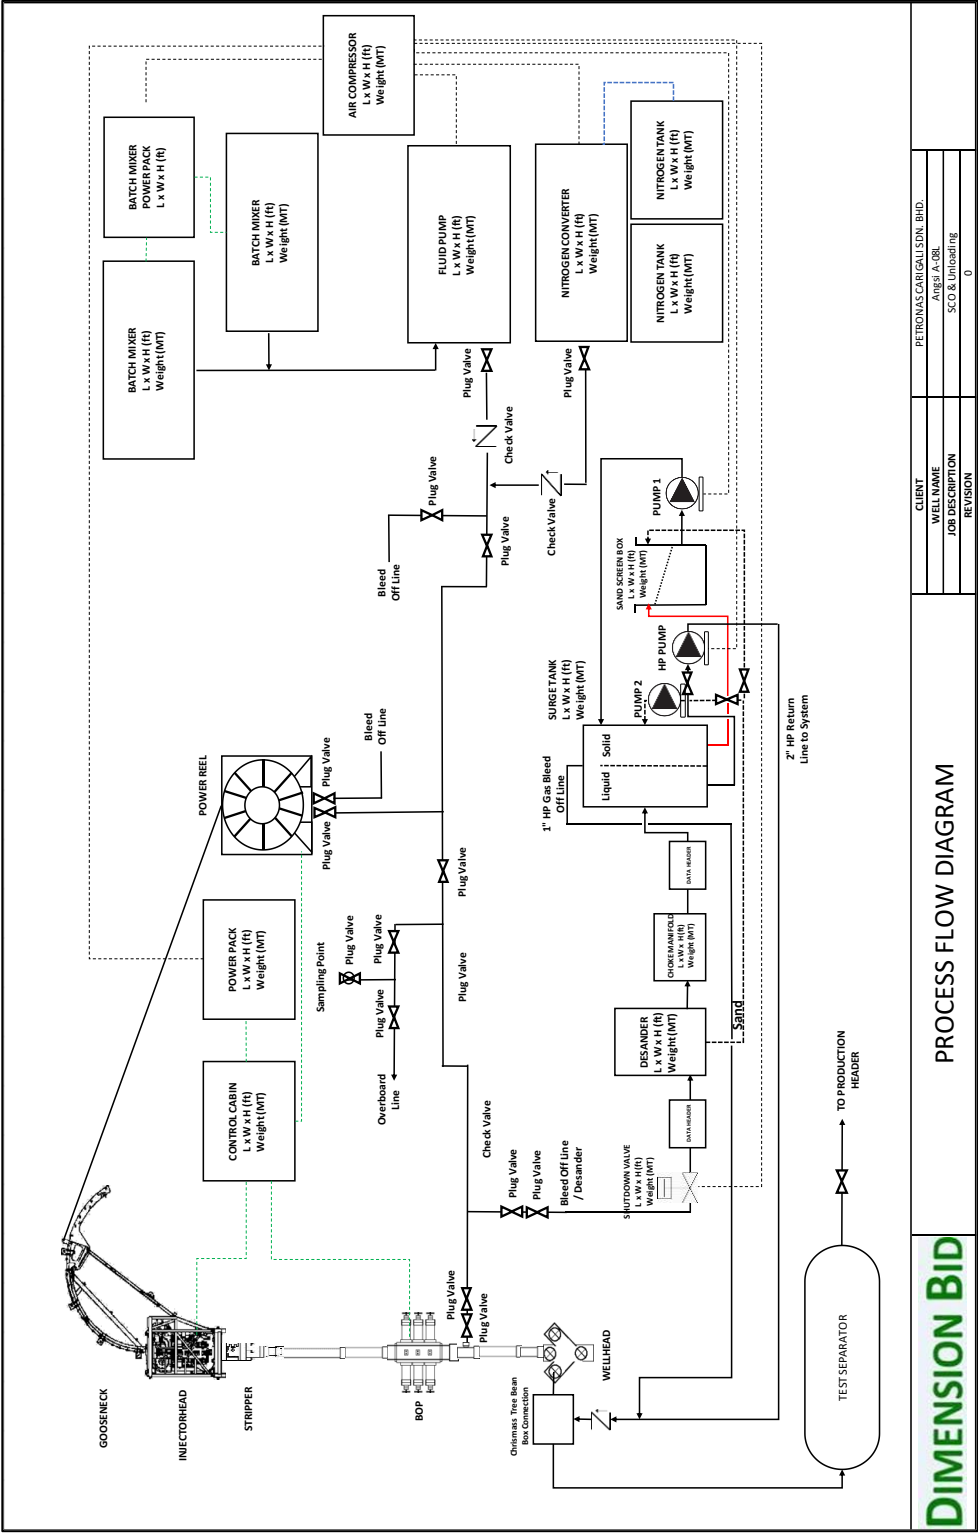 GOOSENECK
INJECTORHEAD
STRIPPER
BOP
WELLHEAD
Chrismass Tree Bean
Box Connection
TEST SEPARATOR
TO PRODUCTION
HEADER
CONTROL CABIN
L x W x H (ft)
Weight (MT)
POWER PACK
L x W x H (ft)
Weight (MT)
POWER REEL
Plug Valve
Plug Valve
Bleed
Off Line
Sampling Point
Plug Valve
Plug Valve
Plug Valve
Overboard
Line
Plug Valve
Plug Valve
Check Valve
Plug Valve
Plug Valve
Plug Valve
Plug Valve
Bleed Off Line
/ Desander
SHUTDOWN VALVE
L x W x H (ft)
Weight (MT)
DATA HEADER
DESANDER
L x W x H (ft)
Weight (MT)
Sand
CHOKE MANIFOLD
L x W x H (ft)
Weight (MT)
DATA HEADER
1" HP Gas Bleed
Off Line
SURGE TANK
L x W x H (ft)
Weight (MT)
Liquid
Solid
PUMP 2
HP PUMP
2" HP Return
Line to System
SAND SCREEN BOX
L x W x H (ft)
Weight (MT)
PUMP 1
BATCH MIXER
L x W x H (ft)
Weight (MT)
BATCH MIXER
POWER PACK
L x W x H (ft)
BATCH MIXER
L x W x H (ft)
Weight (MT)
AIR COMPRESSOR
L x W x H (ft)
Weight (MT)
FLUID PUMP
L x W x H (ft)
Weight (MT)
NITROGEN CONVERTER
L x W x H (ft)
Weight (MT)
NITROGEN TANK
L x W x H (ft)
Weight (MT)
NITROGEN TANK
L x W x H (ft)
Weight (MT)
Plug Valve
Check Valve
Plug Valve
Check Valve
Plug Valve
Bleed
Off Line
Plug Valve
DIMENSION BID
PROCESS FLOW DIAGRAM
CLIENT PETRONAS CARIGALI SDN. BHD.
WELL NAME Angsi A-08L
JOB DESCRIPTION SCO & Unloading
REVISION 0